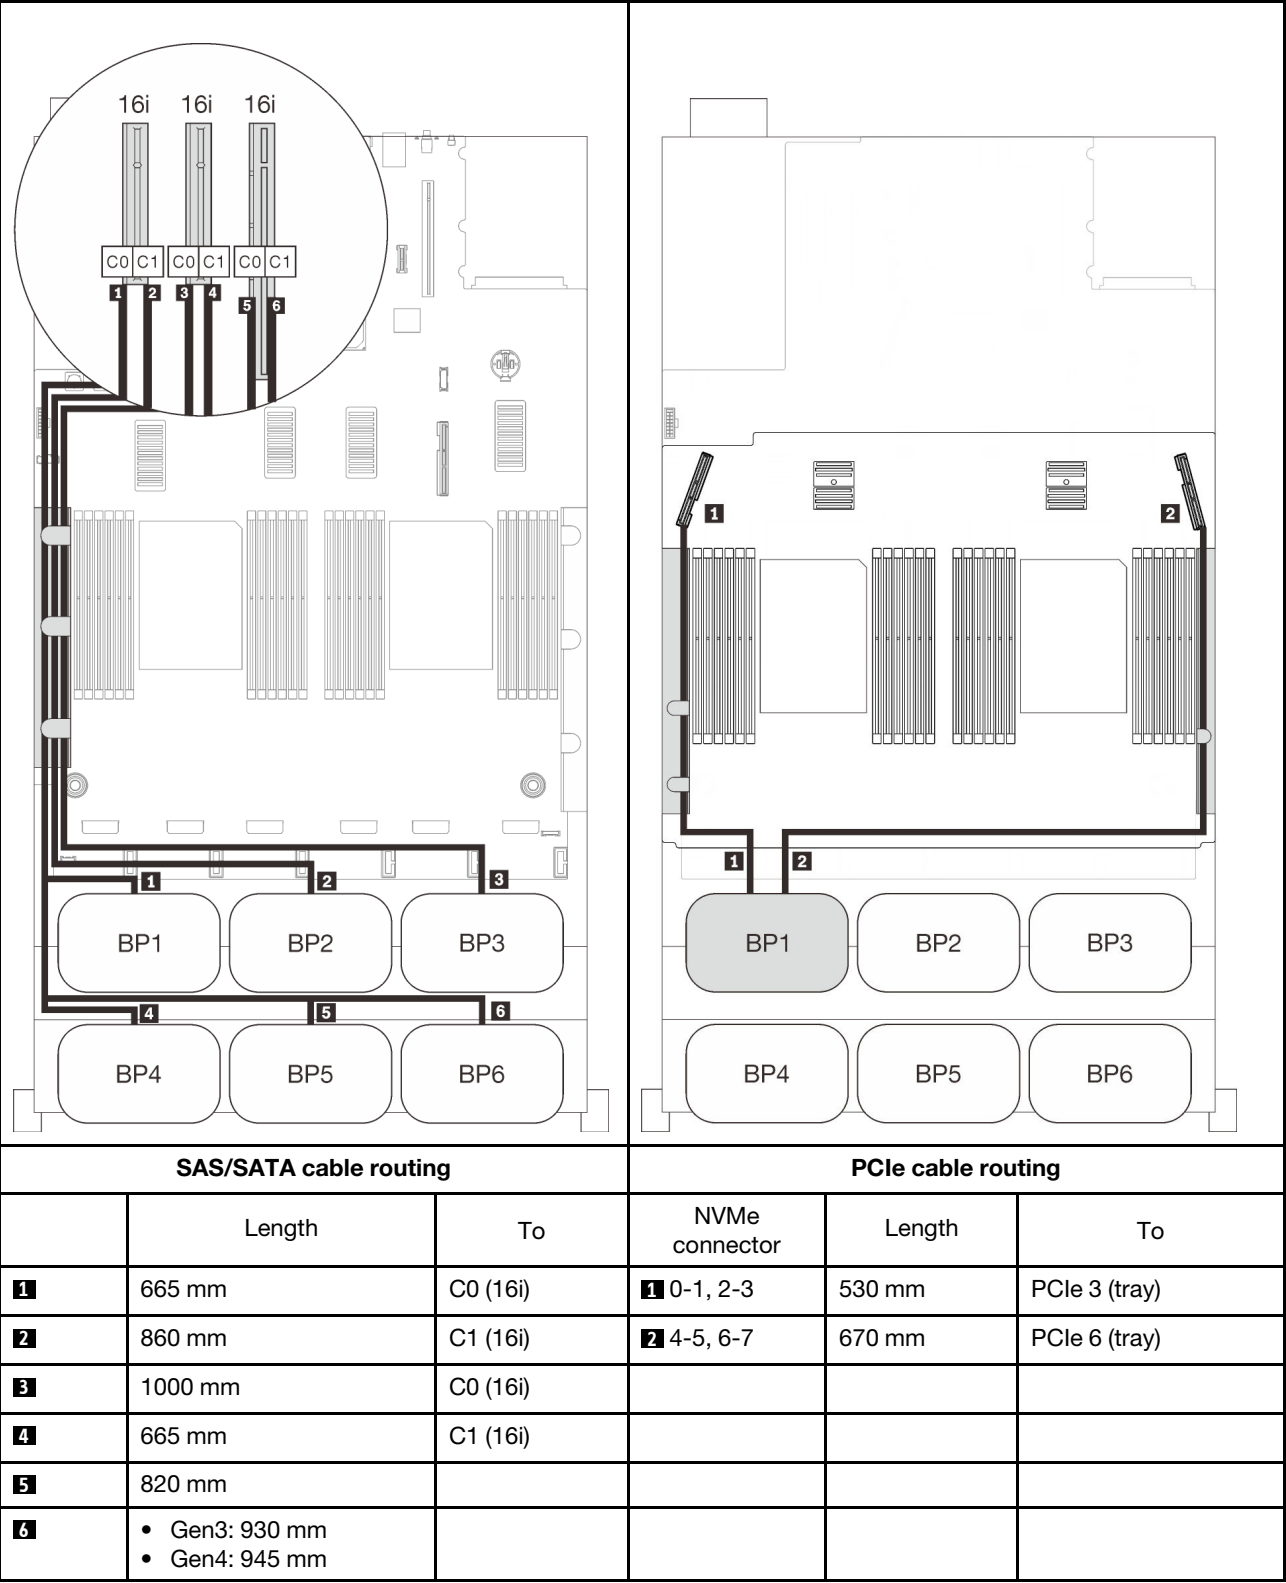 16i 16i 16i
C0 C1 C0 C1 C0 C1
1 2 3 4 5 6
1 2 3
BP1 BP2 BP3
4 5 6
BP4 BP5 BP6
1 2
1 2
BP1 BP2 BP3
BP4 BP5 BP6
SAS/SATA cable routing PCIe cable routing
Length To NVMe connector Length To
1 665 mm C0 (16i) 1 0-1, 2-3 530 mm PCIe 3 (tray)
2 860 mm C1 (16i) 2 4-5, 6-7 670 mm PCIe 6 (tray)
3 1000 mm C0 (16i)
4 665 mm C1 (16i)
5 820 mm
6 • Gen3: 930 mm
• Gen4: 945 mm